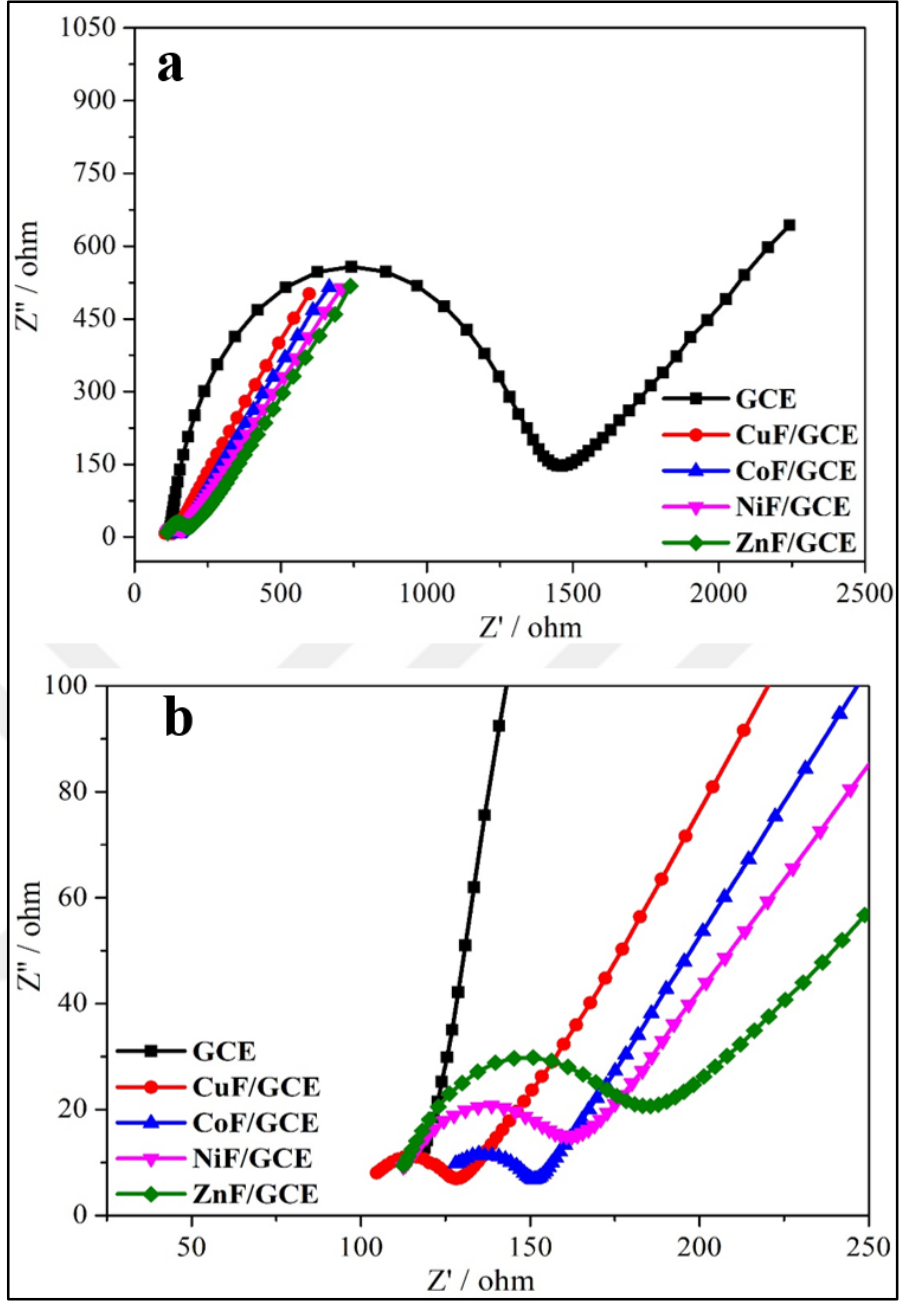 a
1050
900
750
600
450
300
150
0
Z'' / ohm
0 500 1000 1500 2000 2500
Z' / ohm
GCE
CuF/GCE
CoF/GCE
NiF/GCE
ZnF/GCE
b
100
80
60
40
20
0
Z'' / ohm
50 100 150 200 250
Z' / ohm
GCE
CuF/GCE
CoF/GCE
NiF/GCE
ZnF/GCE